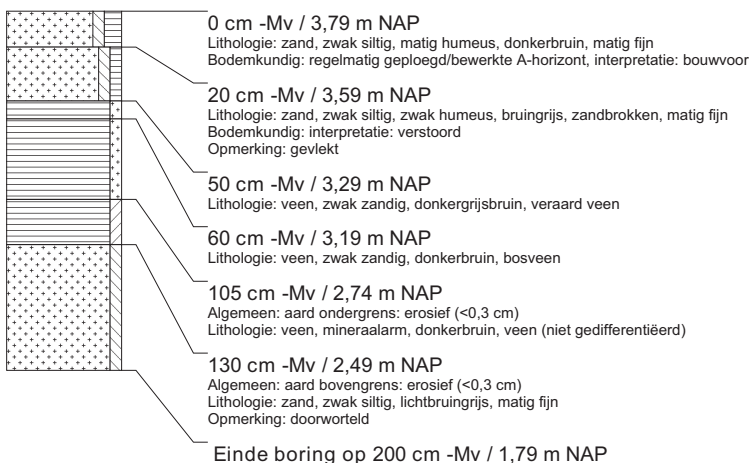 0 cm -Mv / 3,79 m NAP
Lithologie: zand, zwak siltig, matig humeus, donkerbruin, matig fijn
Bodemkundig: regelmatig geploegd/bewerkte A-horizont, interpretatie: bouwvoor
20 cm -Mv / 3,59 m NAP
Lithologie: zand, zwak siltig, zwak humeus, bruingrijs, zandbrokken, matig fijn
Bodemkundig: interpretatie: verstoord
Opmerking: gevlekt
50 cm -Mv / 3,29 m NAP
Lithologie: veen, zwak zandig, donkergrijsbruin, veraard veen
60 cm -Mv / 3,19 m NAP
Lithologie: veen, zwak zandig, donkerbruin, bosveen
105 cm -Mv / 2,74 m NAP
Algemeen: aard ondergrens: erosief (<0,3 cm)
Lithologie: veen, mineraalarm, donkerbruin, veen (niet gedifferentiëerd)
130 cm -Mv / 2,49 m NAP
Algemeen: aard bovengrens: erosief (<0,3 cm)
Lithologie: zand, zwak siltig, lichtbruingrijs, matig fijn
Opmerking: doorworteld
Einde boring op 200 cm -Mv / 1,79 m NAP